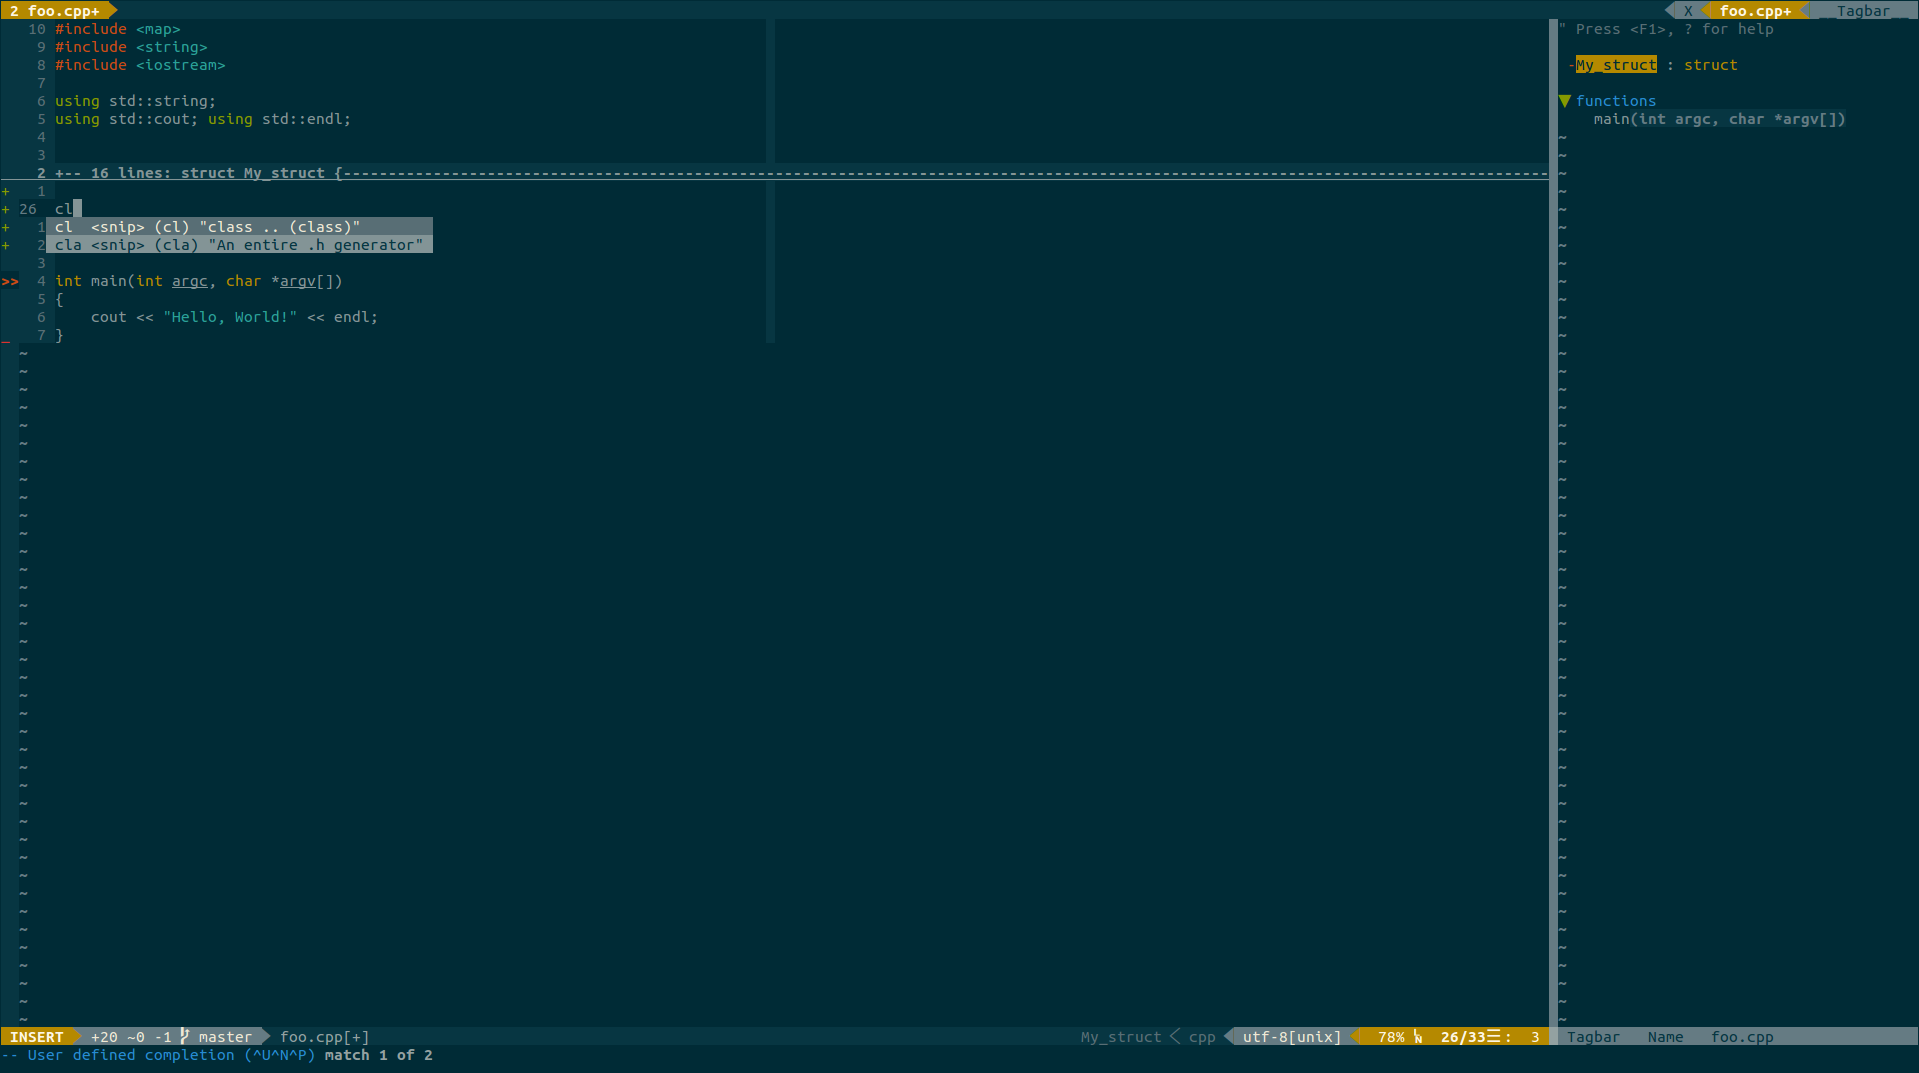 2 foo.cpp+ X foo.cpp+ __Tagbar__
10 #include <map>
9 #include <string>
8 #include <iostream>
7
6 using std::string;
5 using std::cout; using std::endl;
4
3
2 +-- 16 lines: struct My_struct {--------------------------------------------------------------------------------------------------------------------------------------
+ 1
+ 26 cl
+ 1 cl <snip> (cl) "class .. (class)"
+ 2 cla <snip> (cla) "An entire .h generator"
3
>> 4 int main(int argc, char *argv[])
5 {
6 cout << "Hello, World!" << endl;
_ 7 }
" Press <F1>, ? for help
-My_struct : struct
▼ functions
main(int argc, char *argv[])
INSERT +20 ~0 -1 master foo.cpp[+] My_struct < cpp utf-8[unix] 78% LN 26/33☰: 3 Tagbar Name foo.cpp
-- User defined completion (^U^N^P) match 1 of 2